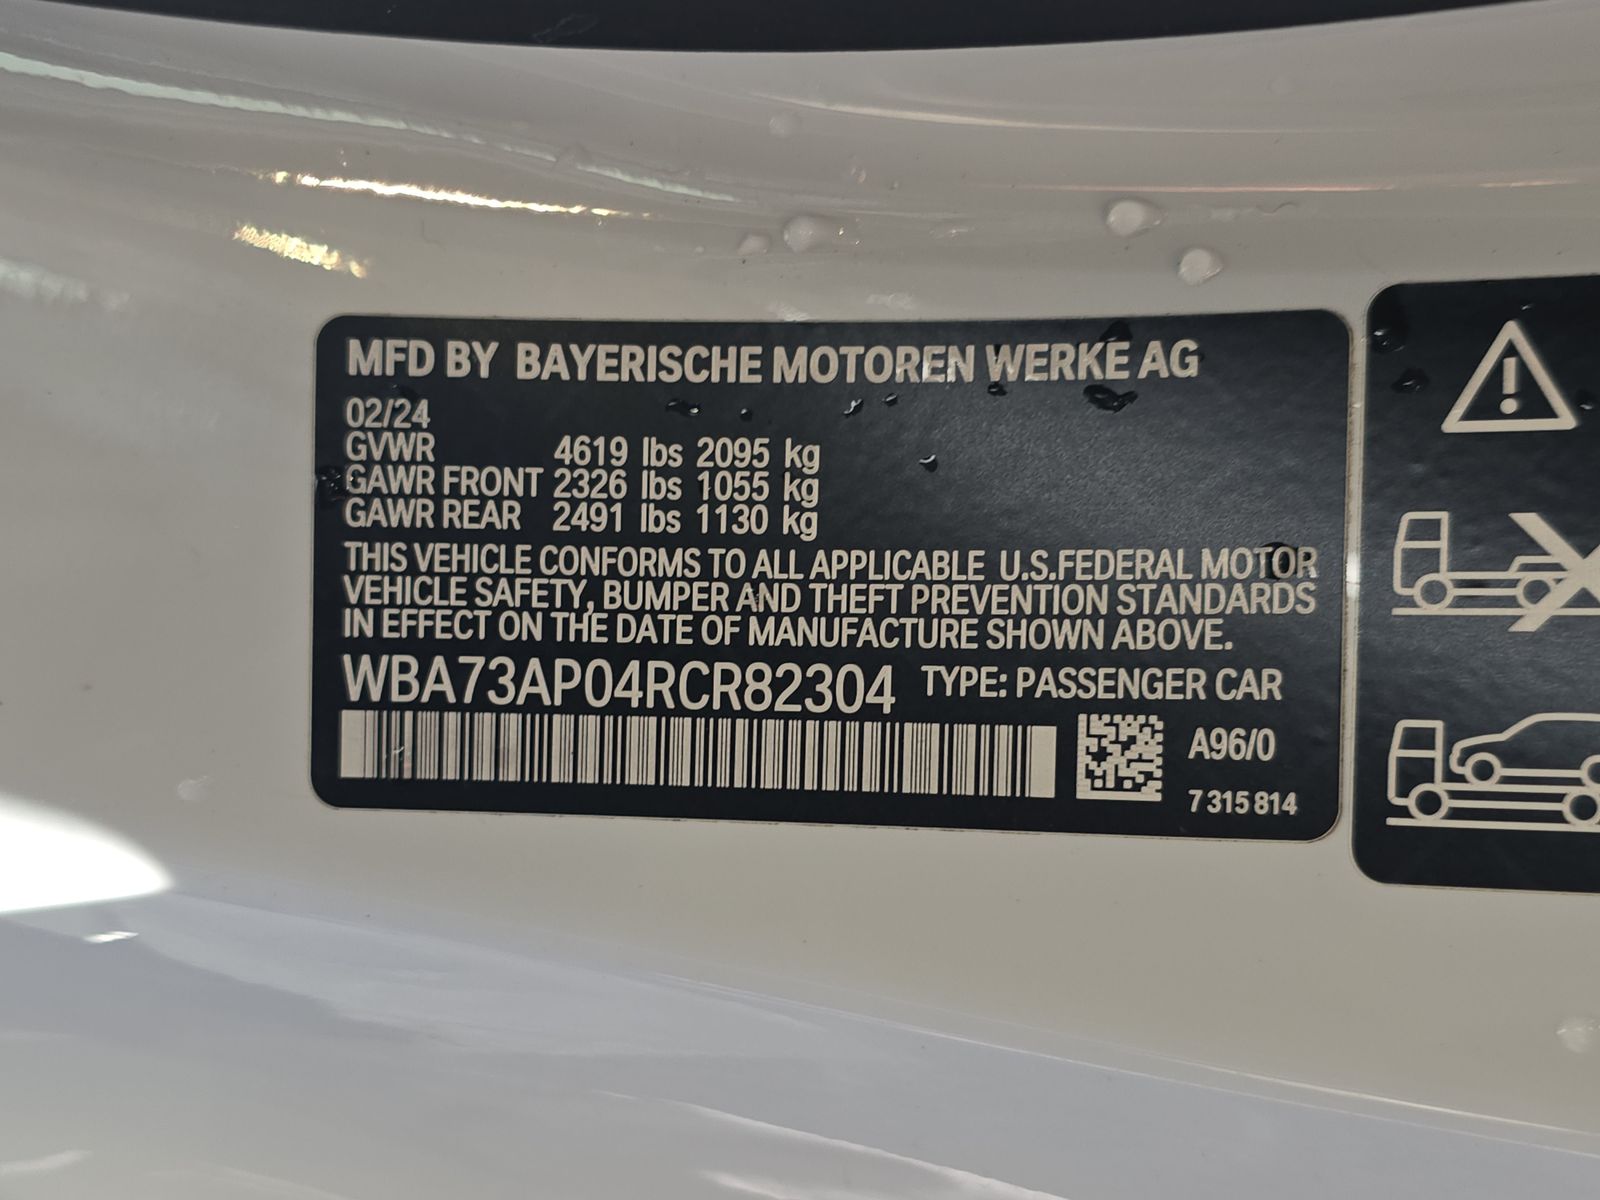 MFD BY BAYERISCHE MOTOREN WERKE AG
02/24
GVWR 4619 lbs 2095 kg
GAWR FRONT 2326 lbs 1055 kg
GAWR REAR 2491 lbs 1130 kg
THIS VEHICLE CONFORMS TO ALL APPLICABLE U.S.FEDERAL MOTOR
VEHICLE SAFETY, BUMPER AND THEFT PREVENTION STANDARDS
IN EFFECT ON THE DATE OF MANUFACTURE SHOWN ABOVE.
WBA73AP04RCR82304 TYPE: PASSENGER CAR
A96/0
7 315 814